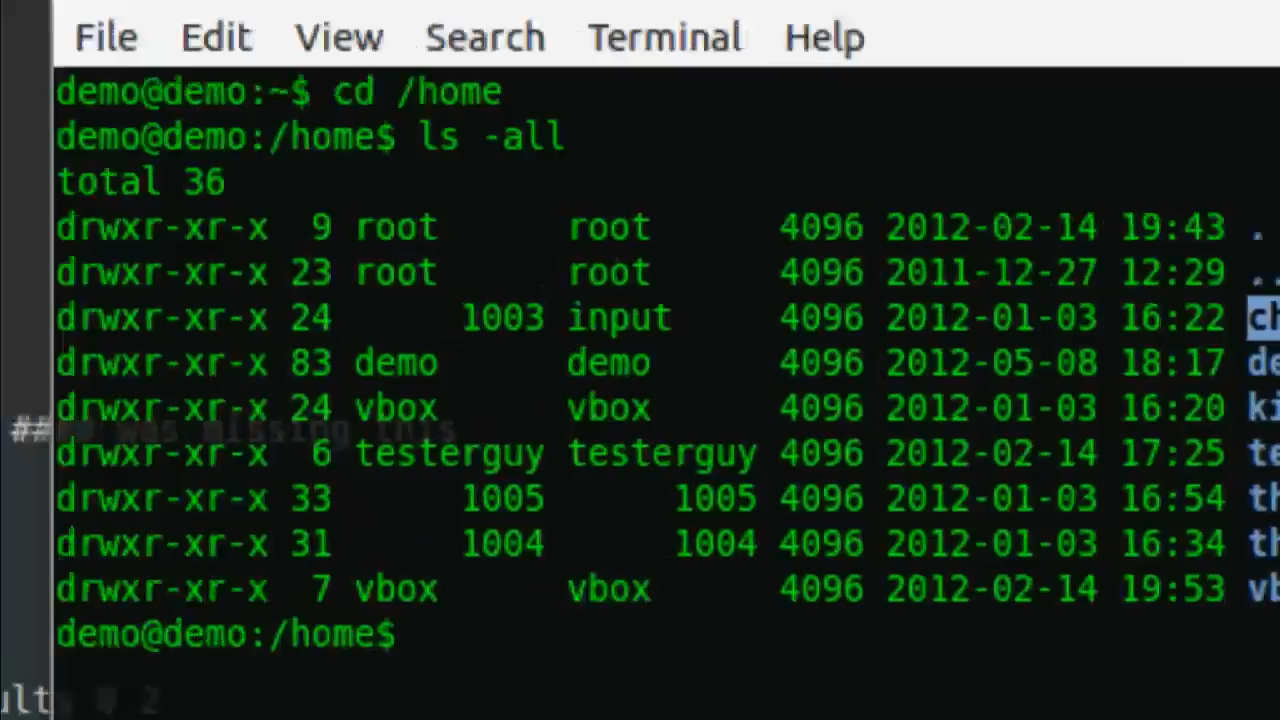 File Edit View Search Terminal Help
demo@demo:~$ cd /home
demo@demo:/home$ ls -all
total 36
drwxr-xr-x 9 root root 4096 2012-02-14 19:43 .
drwxr-xr-x 23 root root 4096 2011-12-27 12:29 ..
drwxr-xr-x 24 1003 input 4096 2012-01-03 16:22 ch
drwxr-xr-x 83 demo demo 4096 2012-05-08 18:17 de
drwxr-xr-x 24 vbox vbox 4096 2012-01-03 16:20 ki
## was missing this
drwxr-xr-x 6 testerguy testerguy 4096 2012-02-14 17:25 te
drwxr-xr-x 33 1005 1005 4096 2012-01-03 16:54 th
drwxr-xr-x 31 1004 1004 4096 2012-01-03 16:34 th
drwxr-xr-x 7 vbox vbox 4096 2012-02-14 19:53 vb
demo@demo:/home$